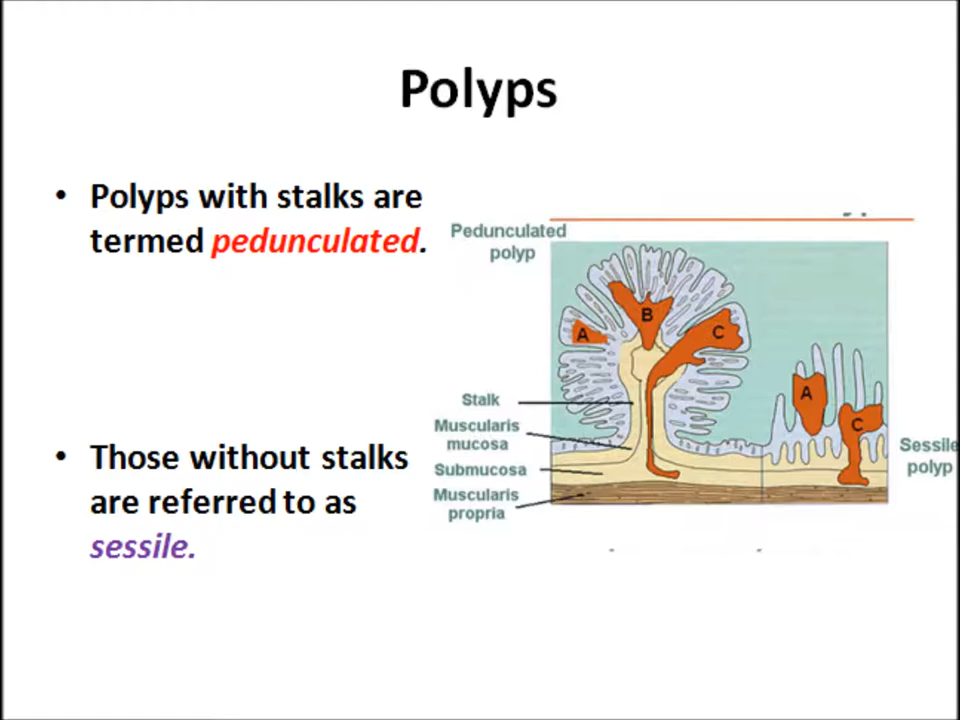 Polyps
• Polyps with stalks are
termed pedunculated.
• Those without stalks
are referred to as
sessile.
Pedunculated
polyp
A
B
C
A
C
Stalk
Muscularis
mucosa
Submucosa
Muscularis
propria
Sessile
polyp